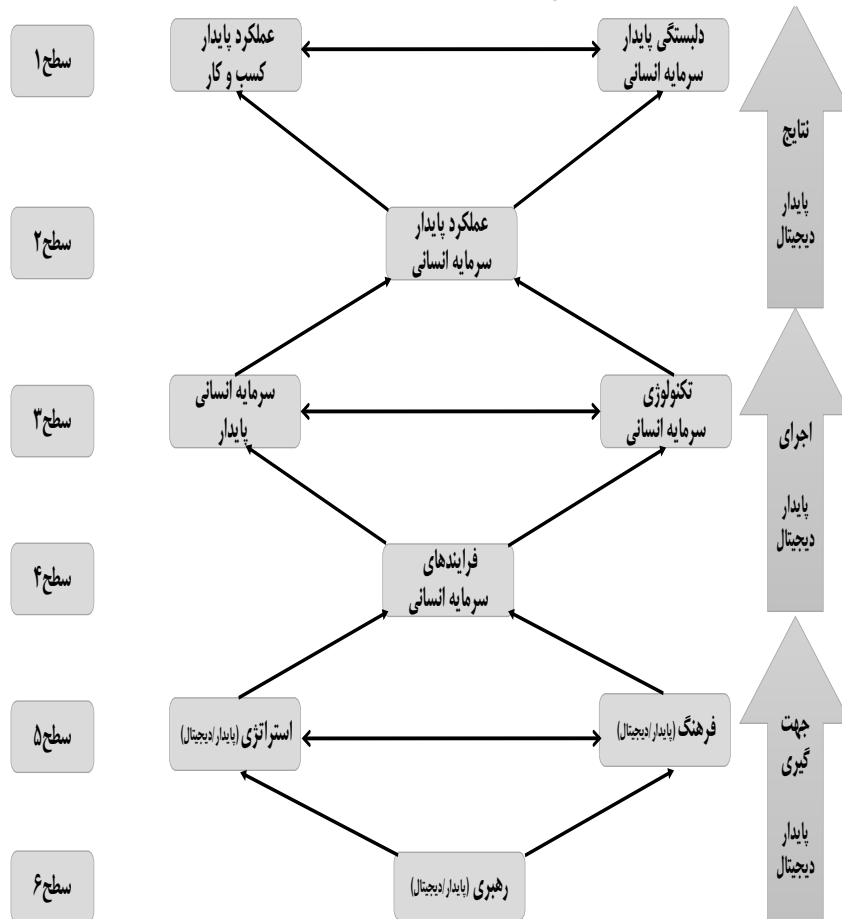 دلبستگی پایدار
سرمایه انسانی
عملکرد پایدار
کسب و کار
سطح۱
نتایج
پایدار
دیجیتال
عملکرد پایدار
سرمایه انسانی
سطح۲
تکنولوژی
سرمایه انسانی
سرمایه انسانی
پایدار
سطح۳
اجرای
پایدار
دیجیتال
فرایندهای
سرمایه انسانی
سطح۴
فرهنگ (پایدار/دیجیتال)
استراتژی (پایدار/دیجیتال)
سطح۵
جهت
گیری
پایدار
دیجیتال
رهبری (پایدار/دیجیتال)
سطح۶